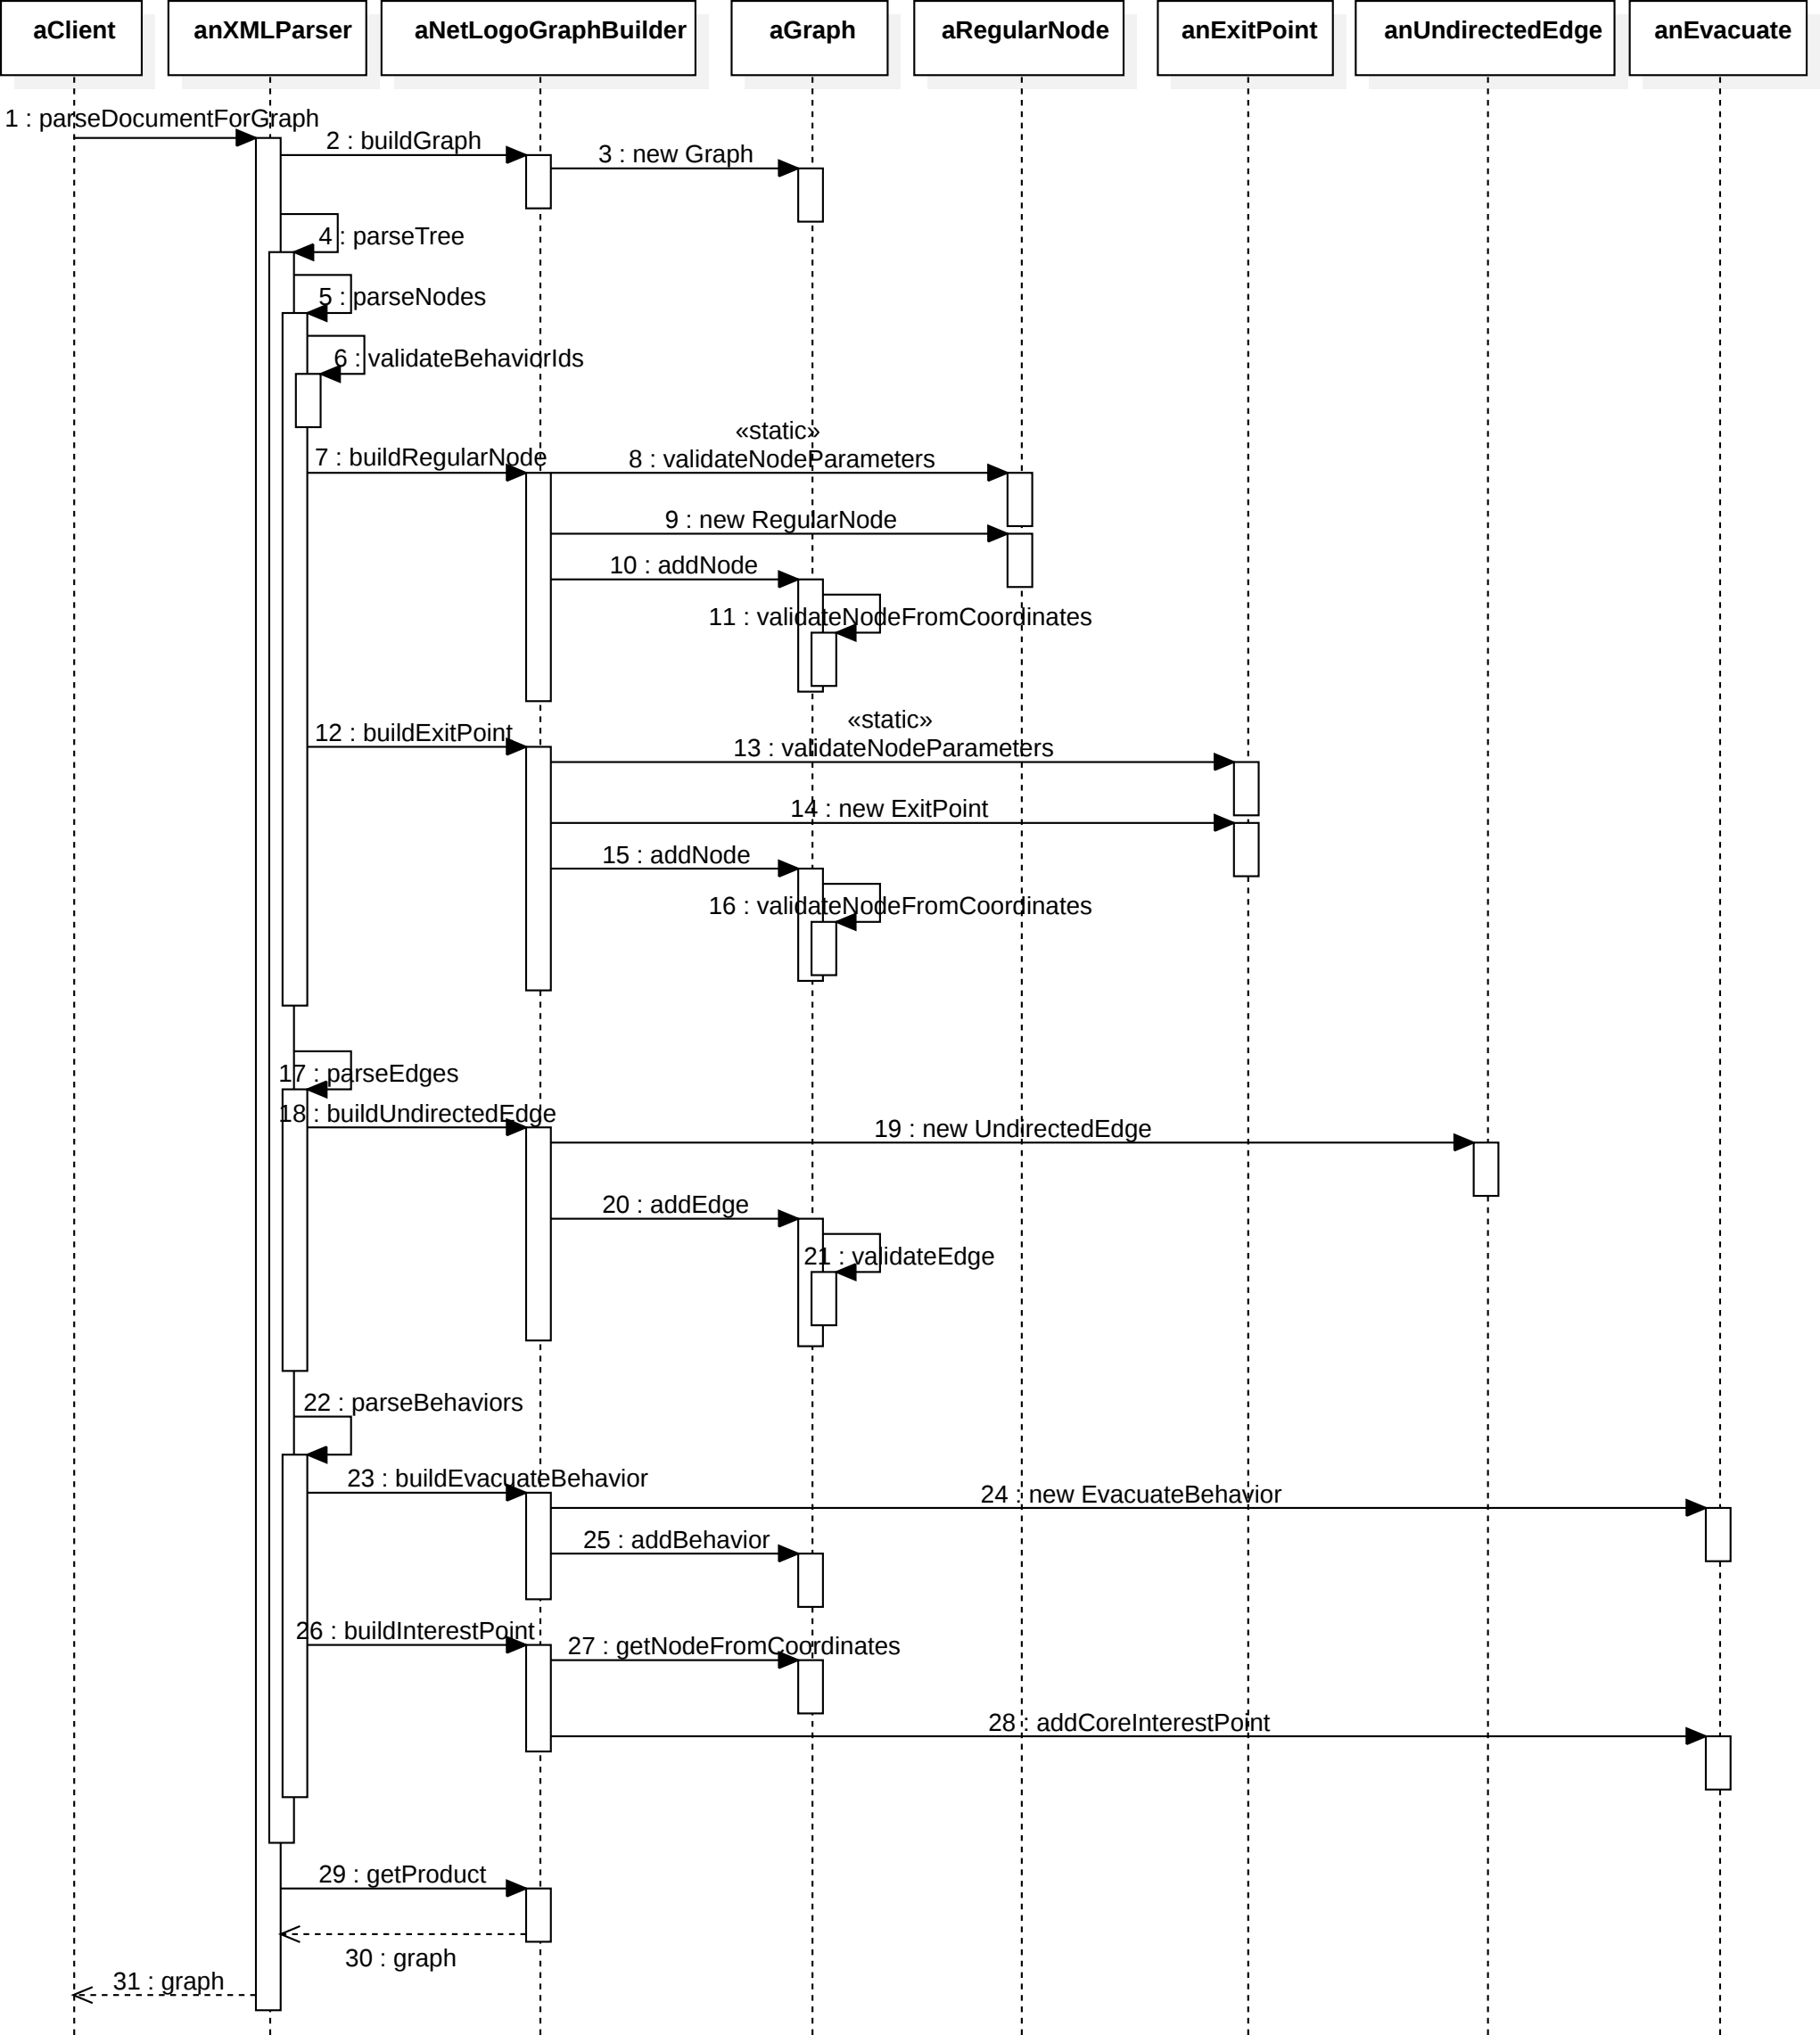 aClient
anXMLParser
aNetLogoGraphBuilder
aGraph
aRegularNode
anExitPoint
anUndirectedEdge
anEvacuate
1 : parseDocumentForGraph
2 : buildGraph
3 : new Graph
4 : parseTree
5 : parseNodes
6 : validateBehaviorIds
7 : buildRegularNode
«static»
8 : validateNodeParameters
9 : new RegularNode
10 : addNode
11 : validateNodeFromCoordinates
12 : buildExitPoint
«static»
13 : validateNodeParameters
14 : new ExitPoint
15 : addNode
16 : validateNodeFromCoordinates
17 : parseEdges
18 : buildUndirectedEdge
19 : new UndirectedEdge
20 : addEdge
21 : validateEdge
22 : parseBehaviors
23 : buildEvacuateBehavior
24 : new EvacuateBehavior
25 : addBehavior
26 : buildInterestPoint
27 : getNodeFromCoordinates
28 : addCoreInterestPoint
29 : getProduct
30 : graph
31 : graph